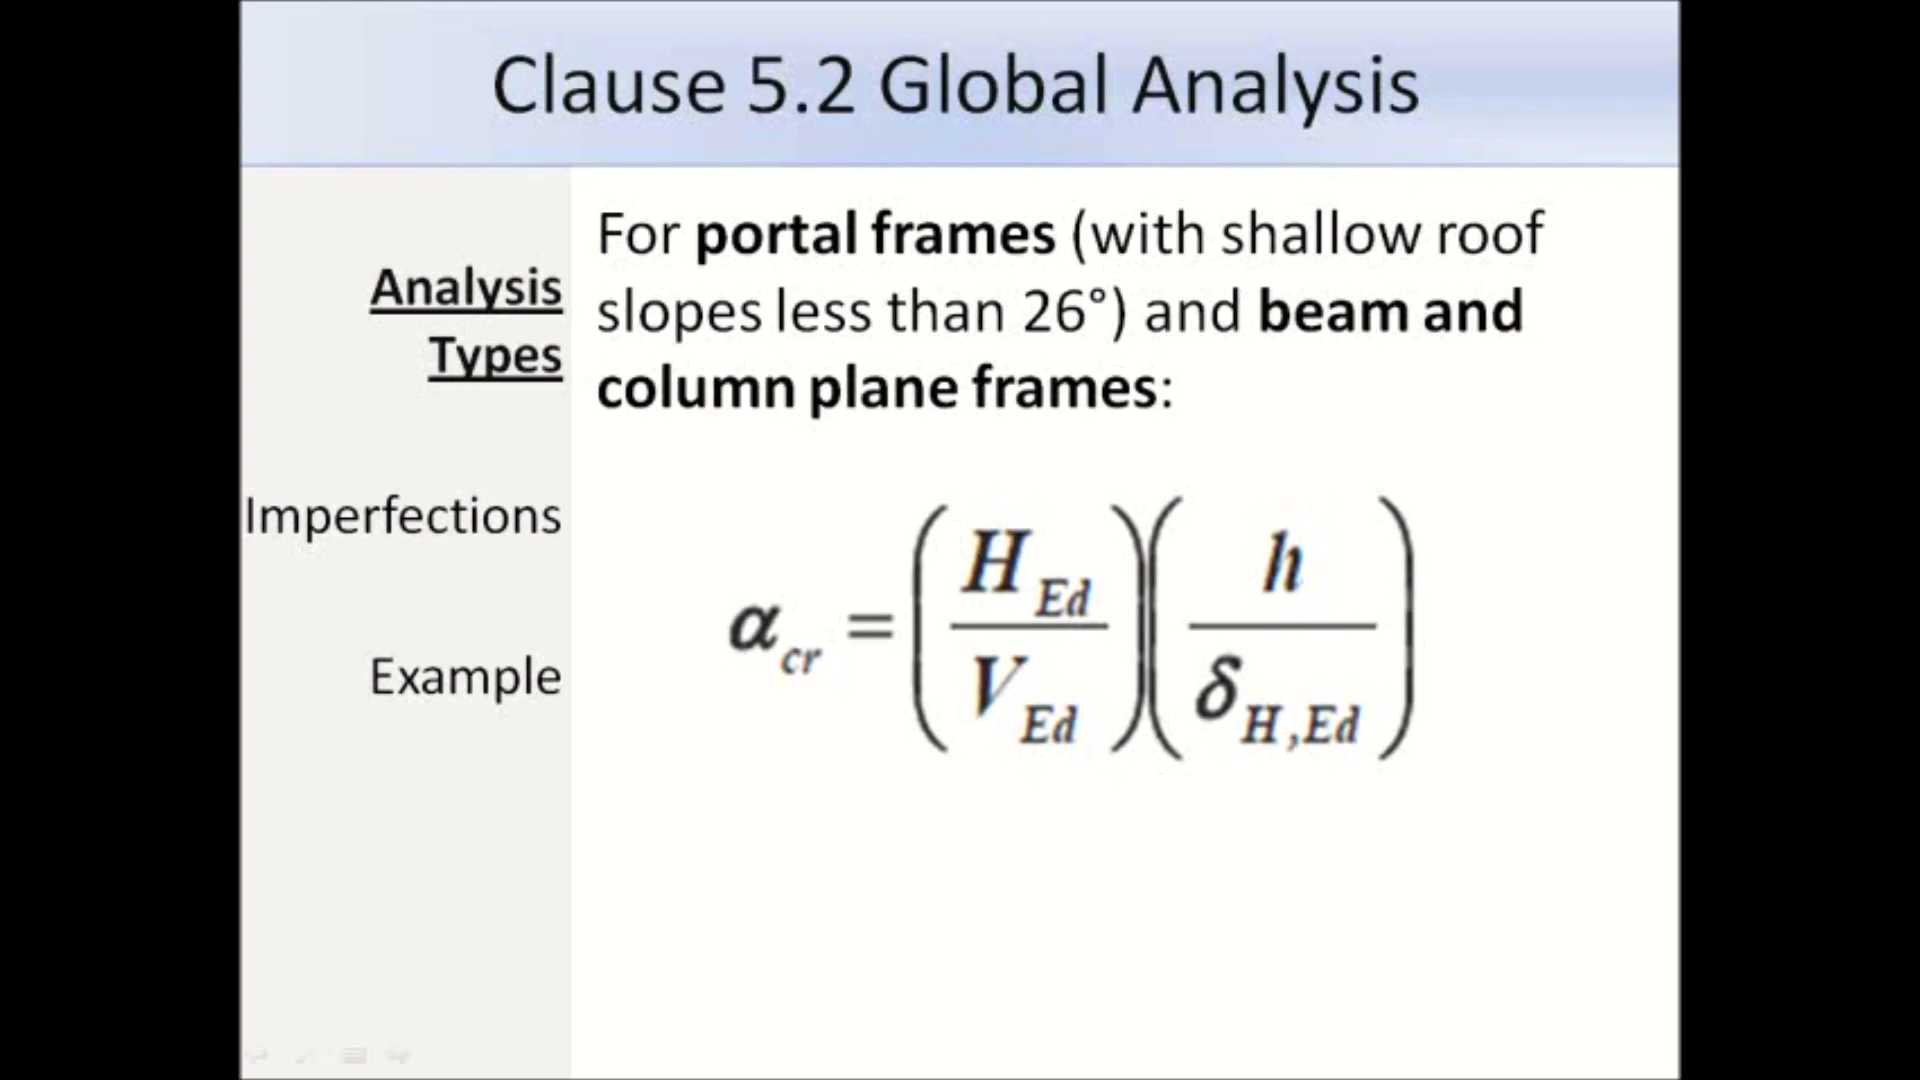 Clause 5.2 Global Analysis
Analysis
Types
Imperfections
Example
For portal frames (with shallow roof
slopes less than 26°) and beam and
column plane frames:
α_cr = (H_Ed / V_Ed) (h / δ_H,Ed)